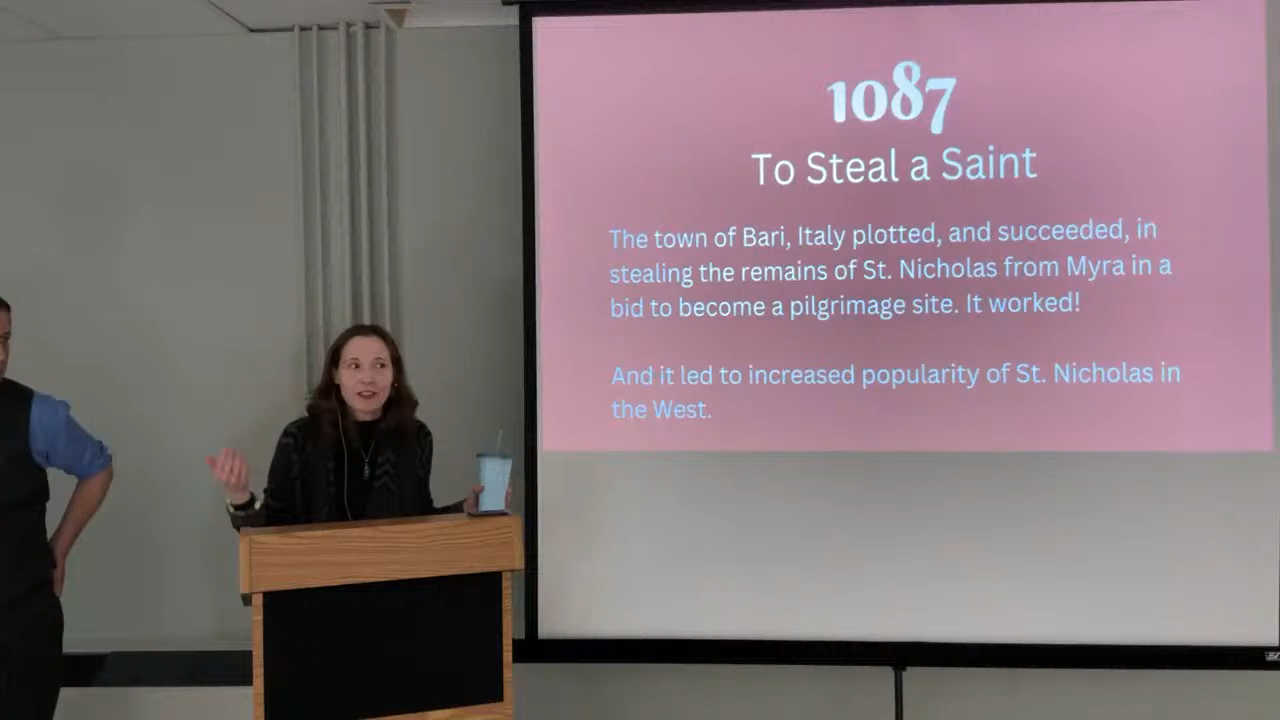 1087
To Steal a Saint
The town of Bari, Italy plotted, and succeeded, in
stealing the remains of St. Nicholas from Myra in a
bid to become a pilgrimage site. It worked!
And it led to increased popularity of St. Nicholas in
the West.